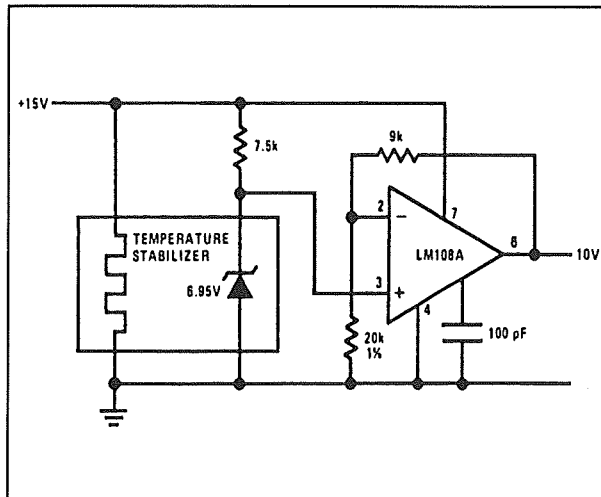 +15V
7.5k
9k
TEMPERATURE
STABILIZER
6.95V
2
−
7
LM108A
6
10V
3
+
4
20k
1%
100 pF